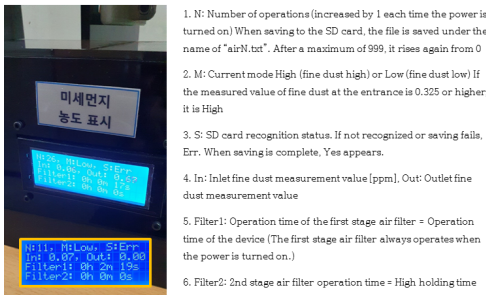 미세먼지
농도 표시
N:26, M:Low, S:Err
In: 0.06, Out: 0.67
Filter1: 0h 0m 17s
Filter2: 0h 0m 0s
N:11, M:Low, S:Err
In: 0.07, Out: 0.00
Filter1: 0h 2m 19s
Filter2: 0h 0m 0s
1. N: Number of operations (increased by 1 each time the power is
turned on) When saving to the SD card, the file is saved under the
name of "airN.txt". After a maximum of 999, it rises again from 0
2. M: Current mode High (fine dust high) or Low (fine dust low) If
the measured value of fine dust at the entrance is 0.325 or higher
it is High
3. S: SD card recognition status. If not recognized or saving fails,
Err. When saving is complete, Yes appears.
4. In: Inlet fine dust measurement value [ppm], Out: Outlet fine
dust measurement value
5. Filter1: Operation time of the first stage air filter = Operation
time of the device (The first stage air filter always operates when
the power is turned on.)
6. Filter2: 2nd stage air filter operation time = High holding time